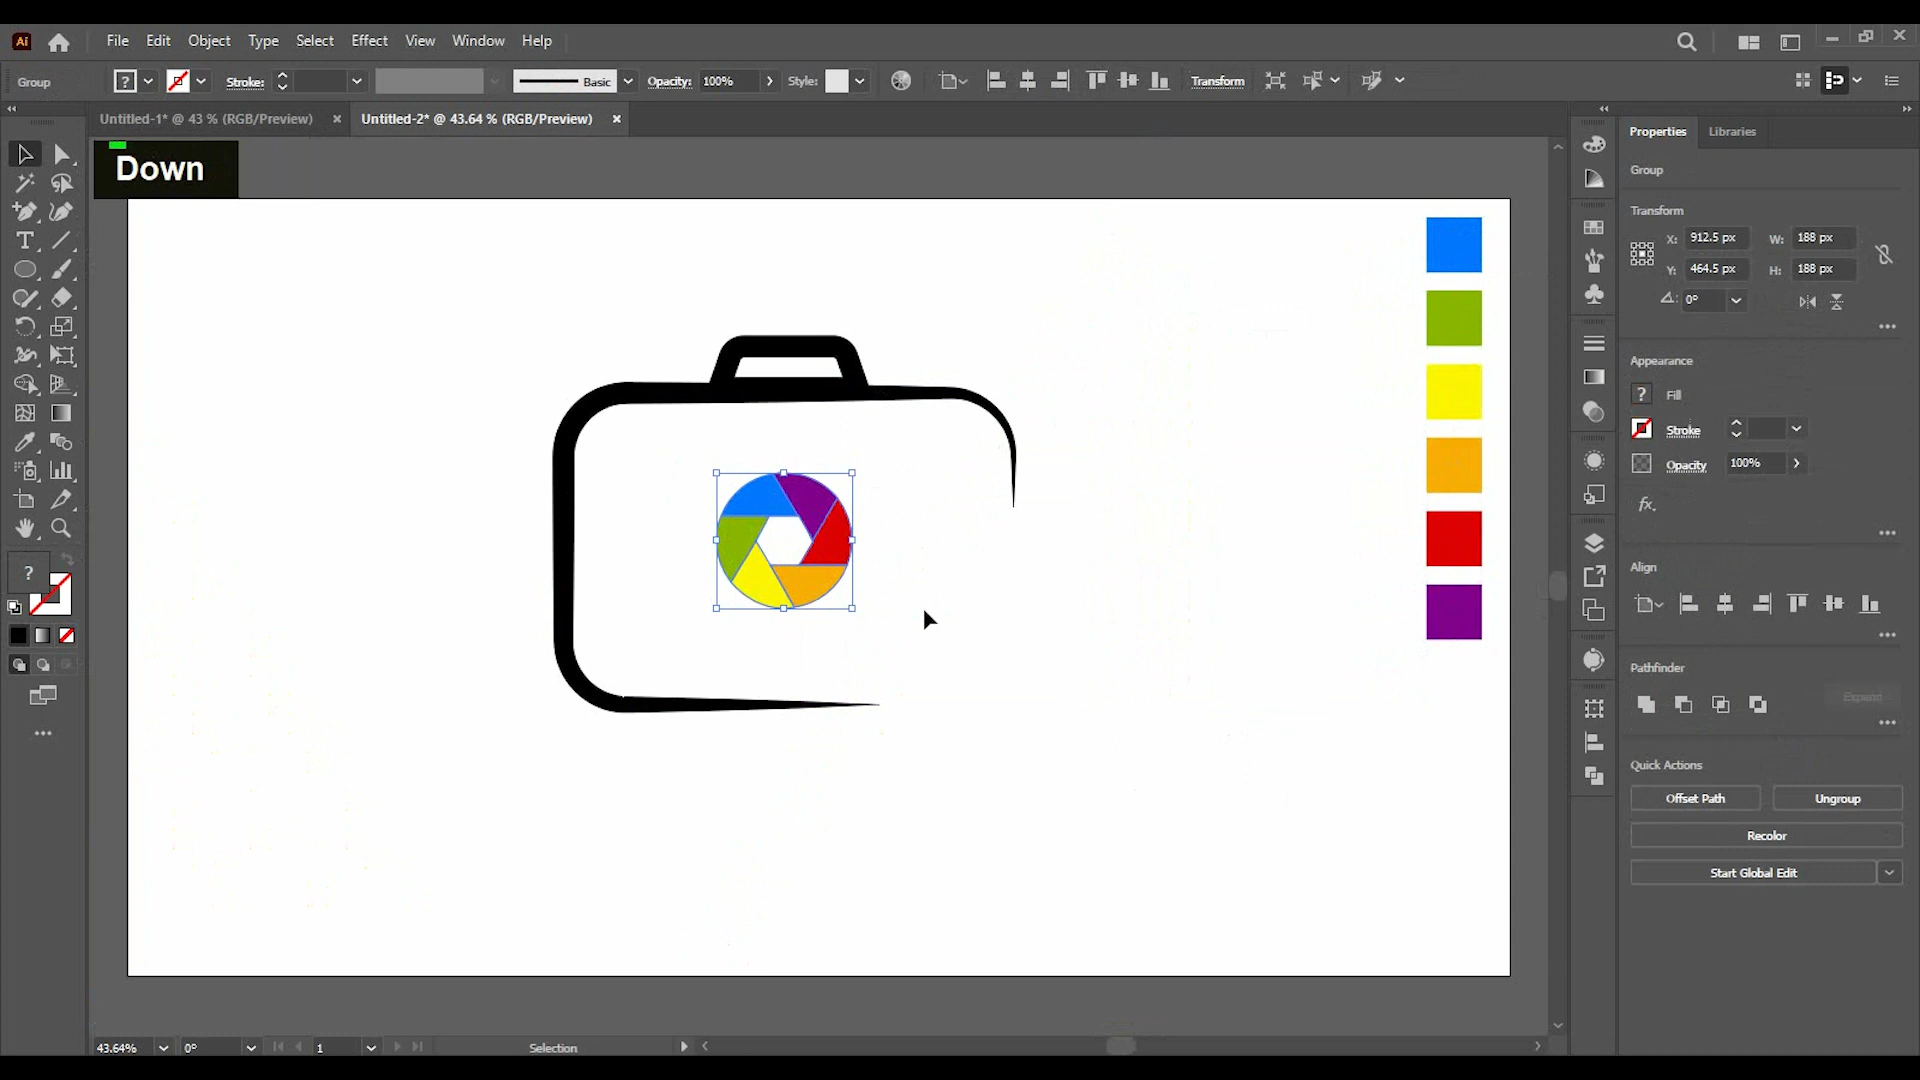 Ai File Edit Object Type Select Effect View Window Help
Group ? Stroke: Basic Opacity: 100% Style: Transform
Untitled-1* @ 43 % (RGB/Preview) × Untitled-2* @ 43.64 % (RGB/Preview) ×
Properties Libraries
Down
Group
Transform
X: 912.5 px W: 188 px
Y: 464.5 px H: 188 px
0°
Appearance
? Fill
Stroke
Opacity 100%
fx.
Align
?
Pathfinder
Expand
Quick Actions
Offset Path Ungroup
Recolor
Start Global Edit
43.64% 0° 1 Selection